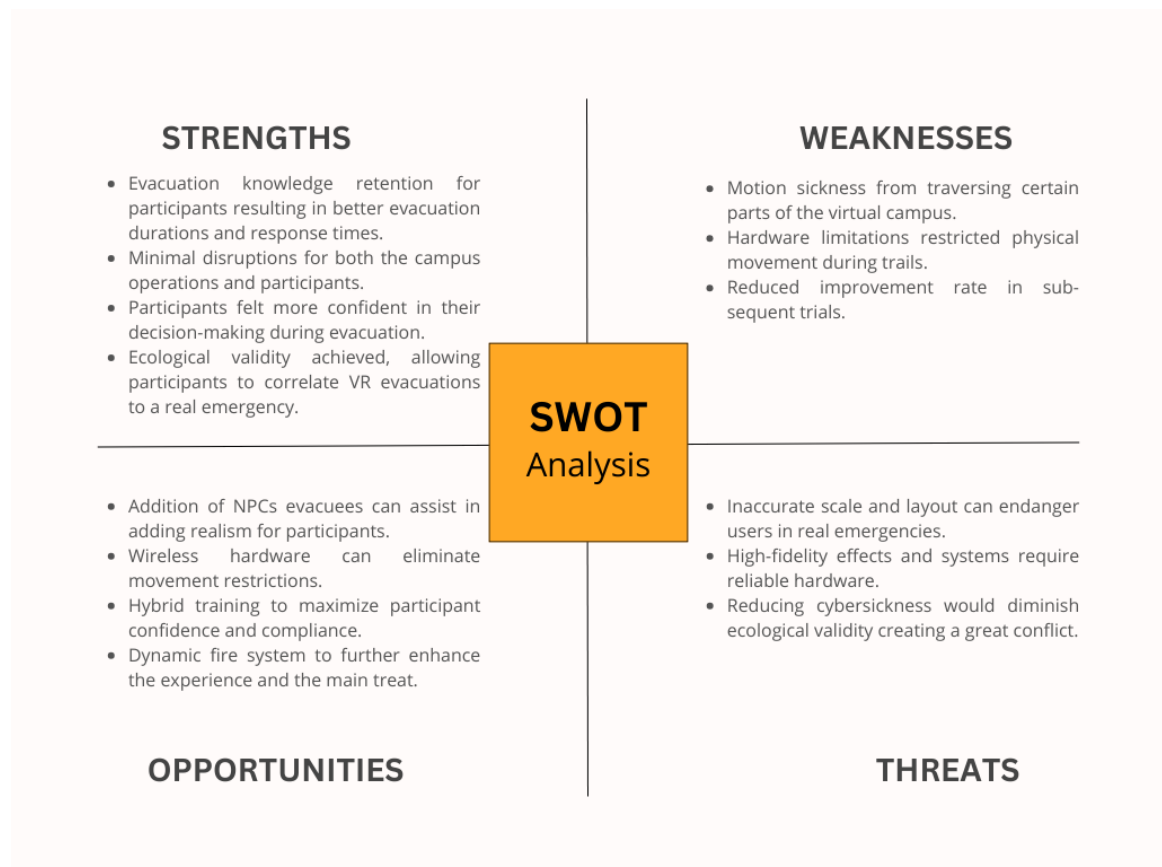 STRENGTHS
Evacuation knowledge retention for
participants resulting in better evacuation
durations and response times.
Minimal disruptions for both the campus
operations and participants.
Participants felt more confident in their
decision-making during evacuation.
Ecological validity achieved, allowing
participants to correlate VR evacuations
to a real emergency.
WEAKNESSES
Motion sickness from traversing certain
parts of the virtual campus.
Hardware limitations restricted physical
movement during trails.
Reduced improvement rate in sub-
sequent trials.
SWOT
Analysis
Addition of NPCs evacuees can assist in
adding realism for participants.
Wireless hardware can eliminate
movement restrictions.
Hybrid training to maximize participant
confidence and compliance.
Dynamic fire system to further enhance
the experience and the main treat.
OPPORTUNITIES
Inaccurate scale and layout can endanger
users in real emergencies.
High-fidelity effects and systems require
reliable hardware.
Reducing cybersickness would diminish
ecological validity creating a great conflict.
THREATS